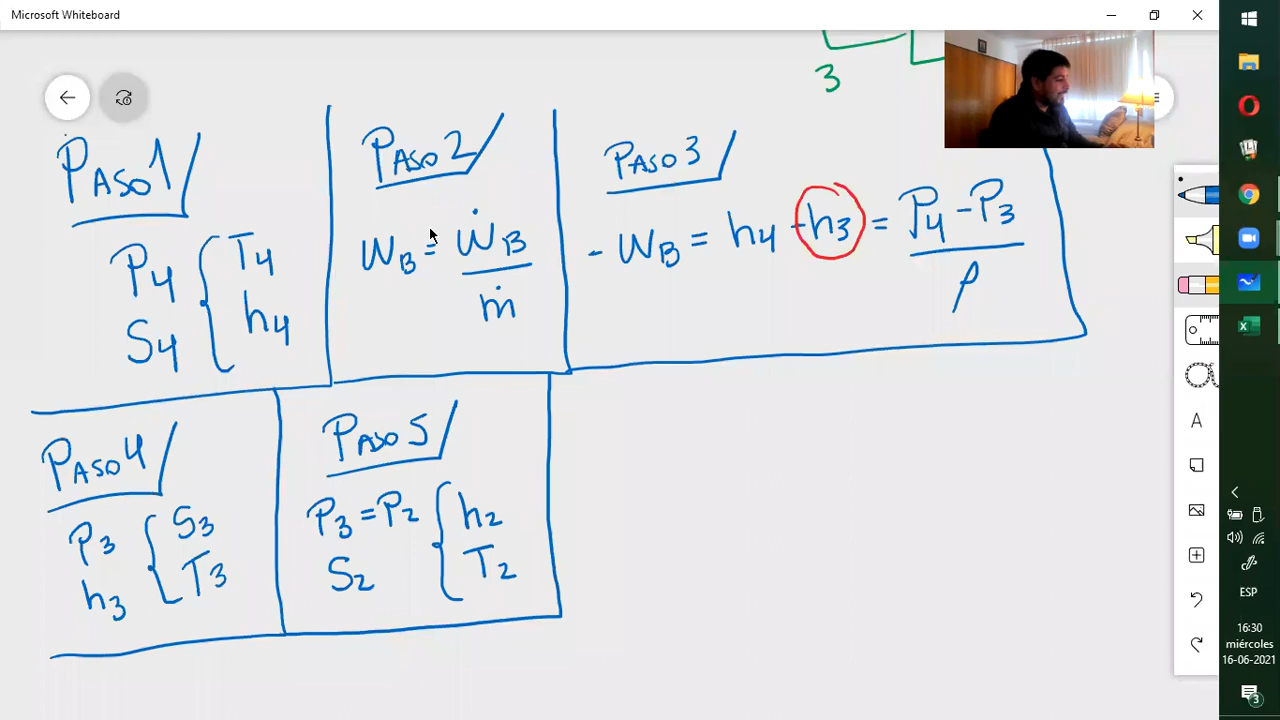 Microsoft Whiteboard
3
PASO 1/
P4 { T4
S4 { h4
PASO 2/
WB = ẆB / ṁ
PASO 3/
- WB = h4 - h3 = P4 - P3 / ρ
PASO 4/
P3 { S3
h3 { T3
PASO 5/
P3 = P2 { h2
S2 { T2
A
ESP
16:30
miércoles
16-06-2021
3